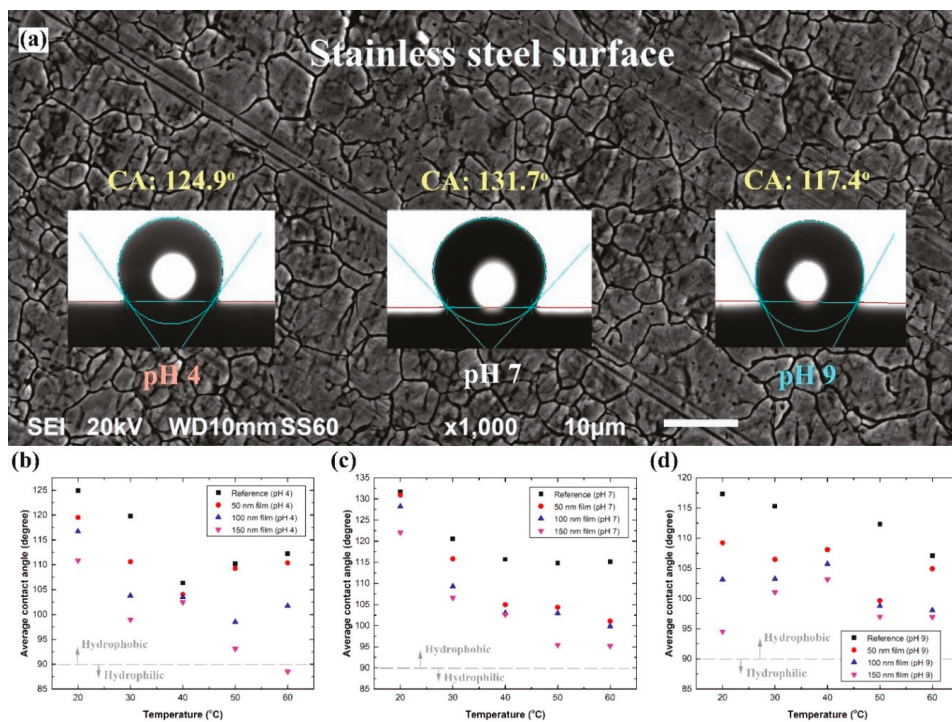 (a)
Stainless steel surface
CA: 124.9°
CA: 131.7°
CA: 117.4°
pH 4
pH 7
pH 9
SEI 20kV WD10mm SS60 x1,000 10μm
(b)
Average contact angle (degree)
125
120
115
110
105
100
95
90
85
Reference (pH 4)
50 nm film (pH 4)
100 nm film (pH 4)
150 nm film (pH 4)
Hydrophobic
Hydrophilic
20 30 40 50 60
Temperature (°C)
(c)
Average contact angle (degree)
135
130
125
120
115
110
105
100
95
90
85
Reference (pH 7)
50 nm film (pH 7)
100 nm film (pH 7)
150 nm film (pH 7)
Hydrophobic
Hydrophilic
20 30 40 50 60
Temperature (°C)
(d)
Average contact angle (degree)
120
115
110
105
100
95
90
85
Hydrophobic
Hydrophilic
Reference (pH 9)
50 nm film (pH 9)
100 nm film (pH 9)
150 nm film (pH 9)
20 30 40 50 60
Temperature (°C)